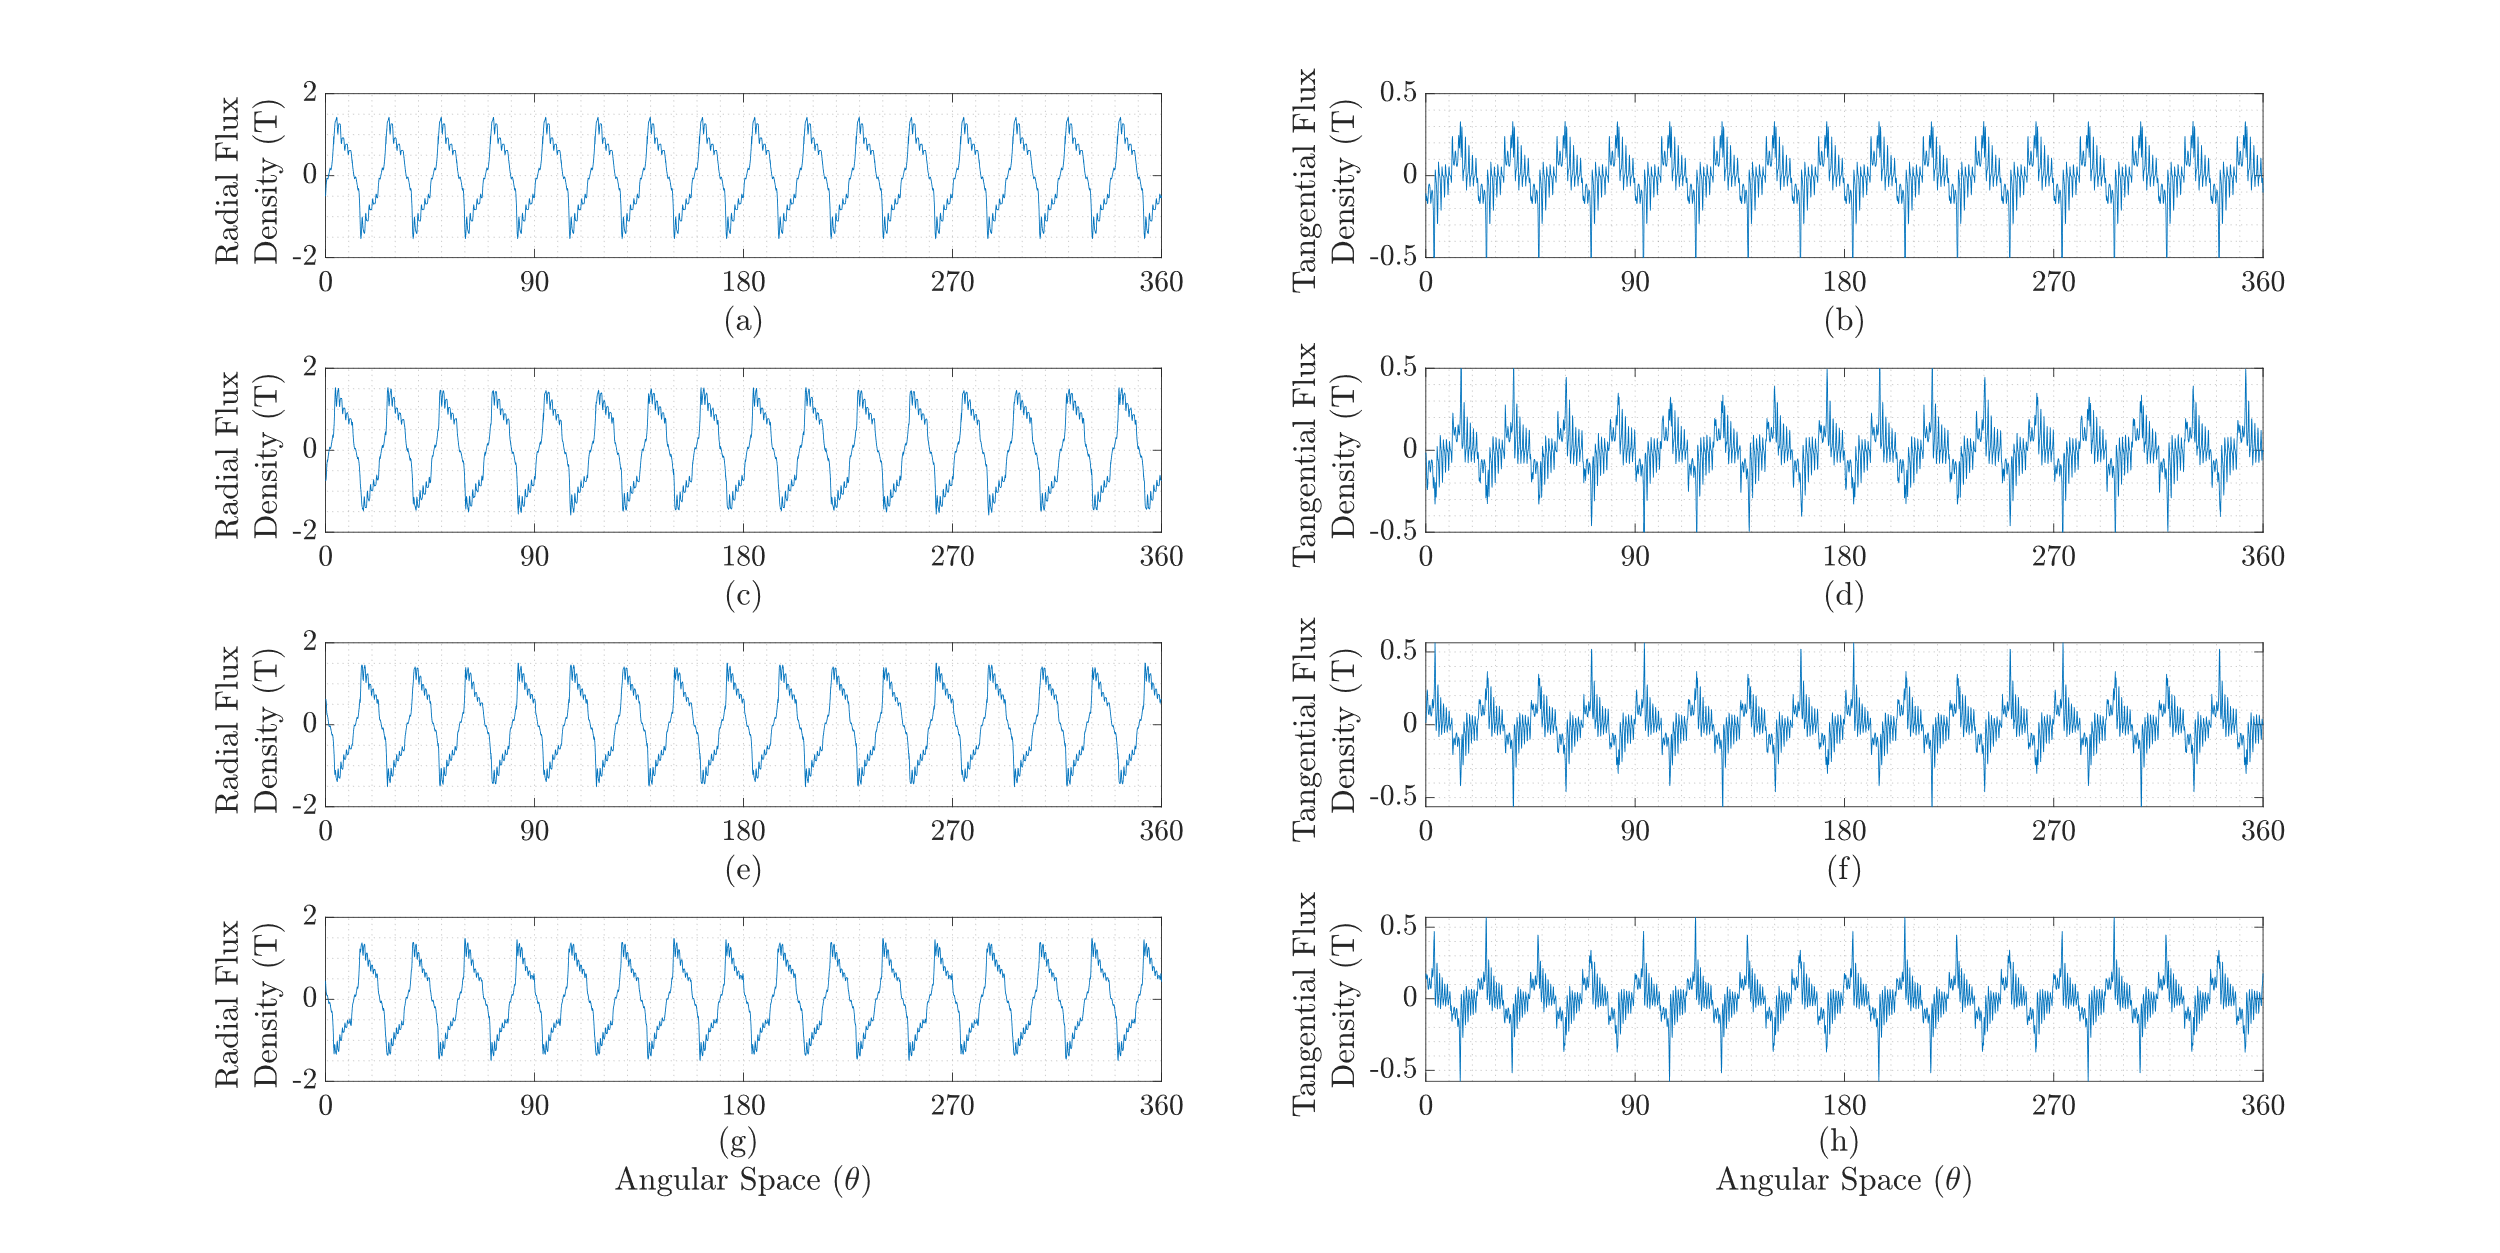 Radial Flux
Density (T)
2
0
-2
0 90 180 270 360
(a)
Tangential Flux
Density (T)
0.5
0
-0.5
0 90 180 270 360
(b)
Radial Flux
Density (T)
2
0
-2
0 90 180 270 360
(c)
Tangential Flux
Density (T)
0.5
0
-0.5
0 90 180 270 360
(d)
Radial Flux
Density (T)
2
0
-2
0 90 180 270 360
(e)
Tangential Flux
Density (T)
0.5
0
-0.5
0 90 180 270 360
(f)
Radial Flux
Density (T)
2
0
-2
0 90 180 270 360
(g)
Angular Space (θ)
Tangential Flux
Density (T)
0.5
0
-0.5
0 90 180 270 360
(h)
Angular Space (θ)